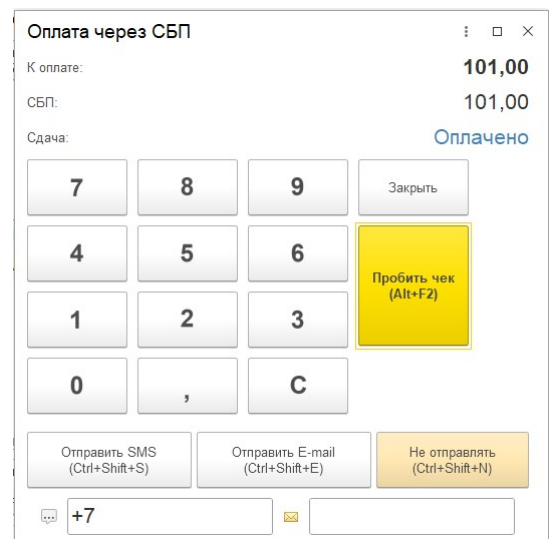 Оплата через СБП
К оплате: 101,00
СБП: 101,00
Сдача: Оплачено
7 8 9 Закрыть
4 5 6 Пробить чек
(Alt+F2)
1 2 3
0 , C
Отправить SMS
(Ctrl+Shift+S)
Отправить E-mail
(Ctrl+Shift+E)
Не отправлять
(Ctrl+Shift+N)
+7